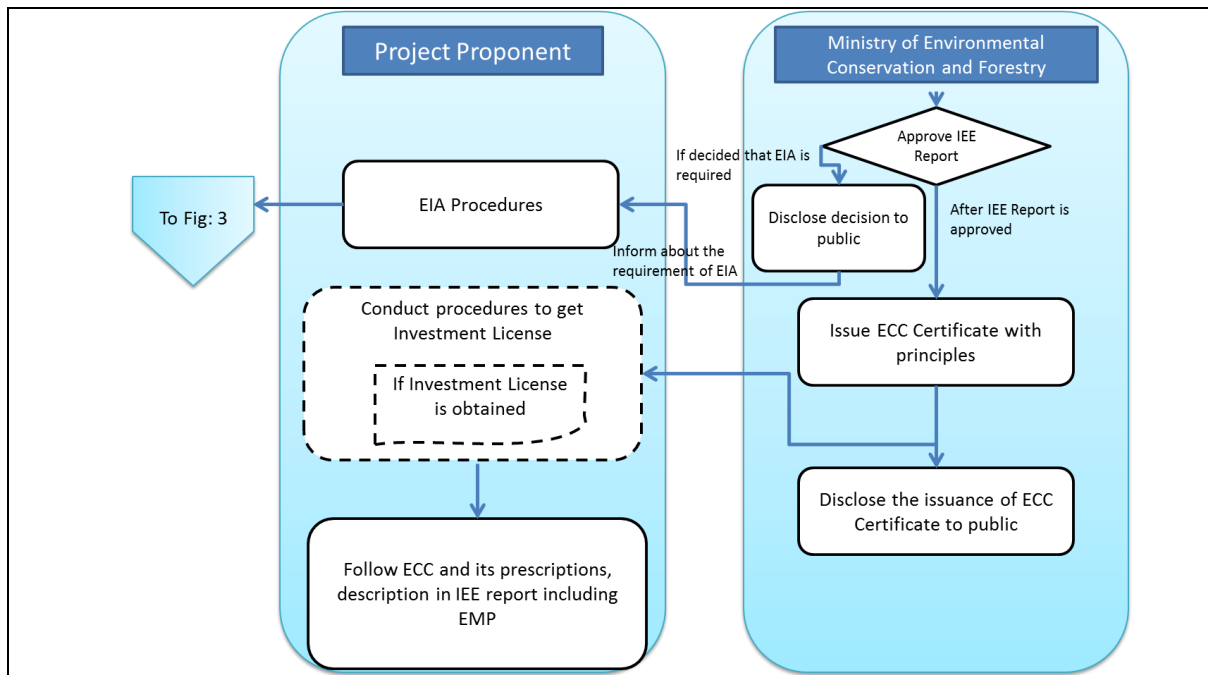 Project Proponent
Ministry of Environmental
Conservation and Forestry
Approve IEE
Report
If decided that EIA is
required
To Fig: 3
EIA Procedures
Disclose decision to
public
After IEE Report is
approved
Inform about the
requirement of EIA
Conduct procedures to get
Investment License
If Investment License
is obtained
Issue ECC Certificate with
principles
Disclose the issuance of ECC
Certificate to public
Follow ECC and its prescriptions,
description in IEE report including
EMP